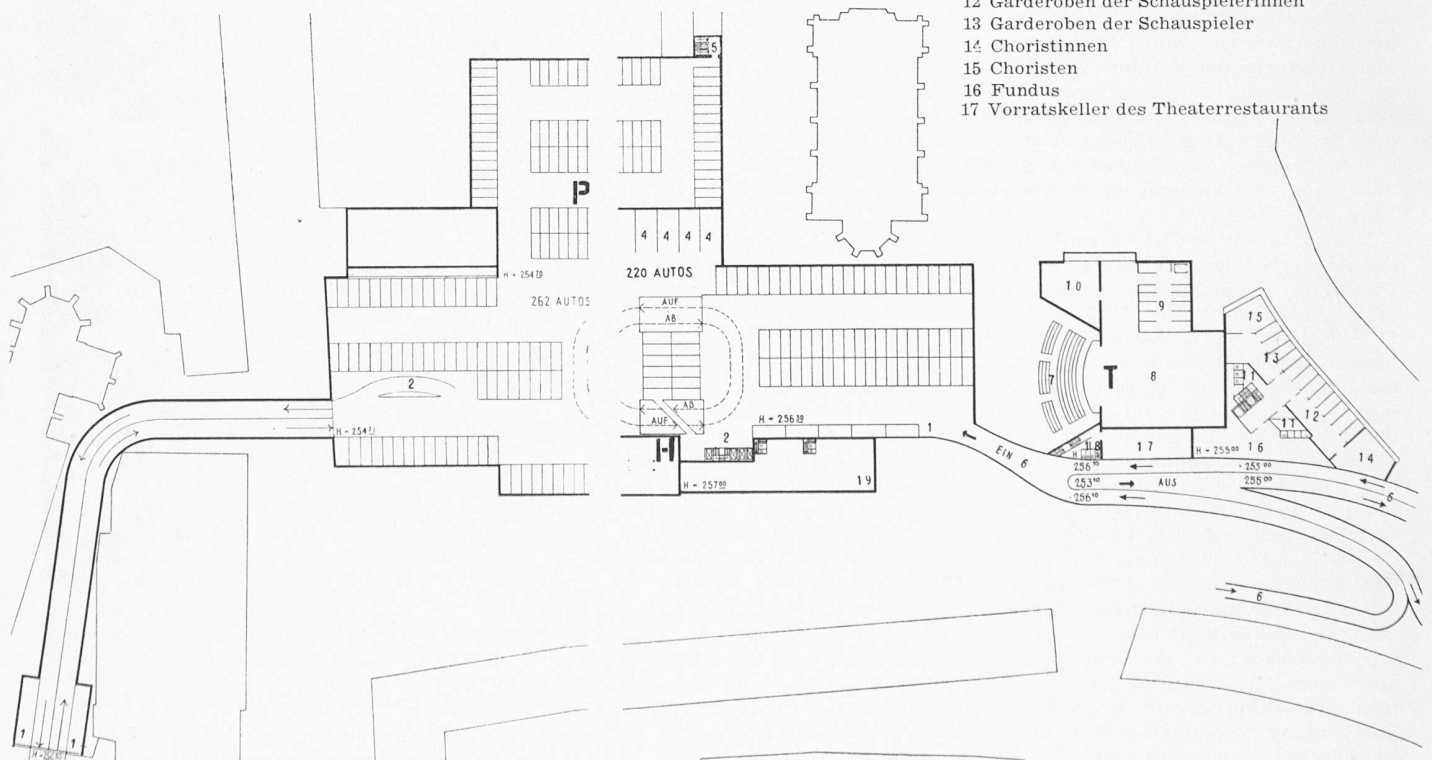 12 Garderoben der Schauspielerinnen
13 Garderoben der Schauspieler
14 Choristinnen
15 Choristen
16 Fundus
17 Vorratskeller des Theaterrestaurants
5
P
4 4 4 4
H = 254.70
220 AUTOS
262 AUTOS
AUF
AB
10
9
15
13
7
T
8
11
2
AB
AUF
12
11
H = 254
H = 256.30
1
H
2
EIN 6
18
17
H = 255.00
16
14
H = 257.00
19
256.10
255.00
253.40
AUS
255.00
256.10
6
6
1
1